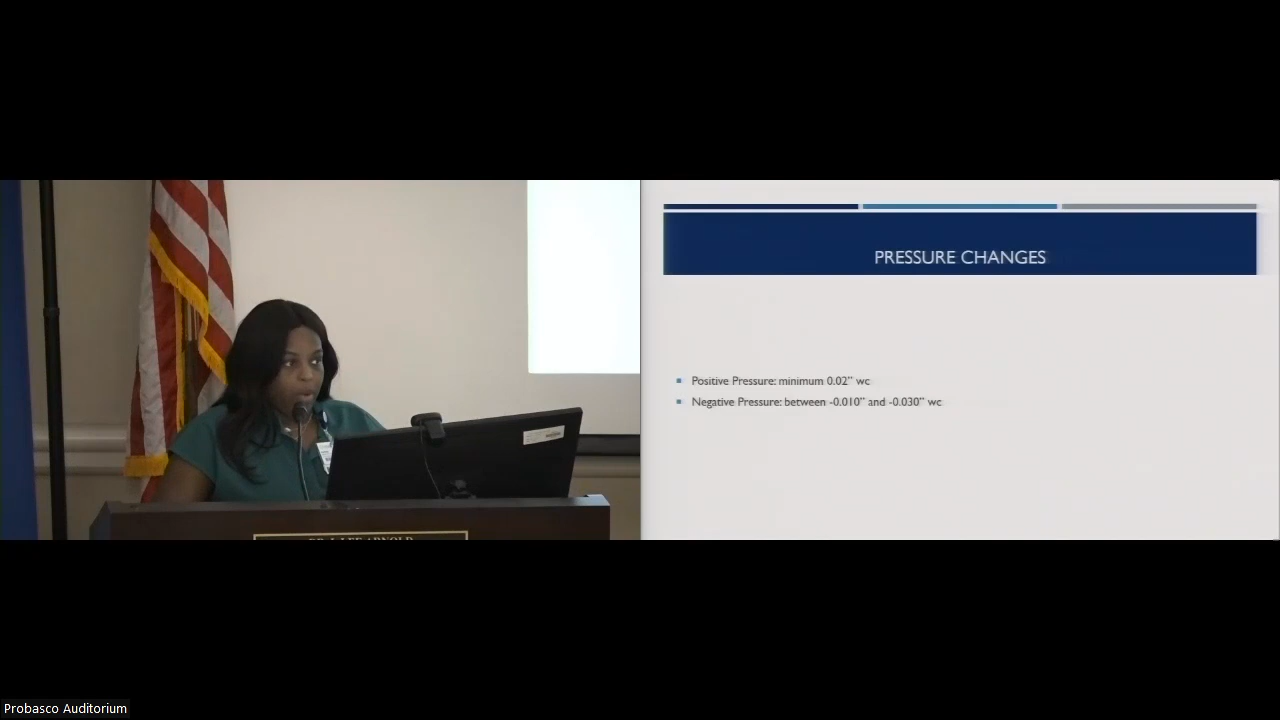 PRESSURE CHANGES
Positive Pressure: minimum 0.02” wc
Negative Pressure: between -0.010” and -0.030” wc
Probasco Auditorium